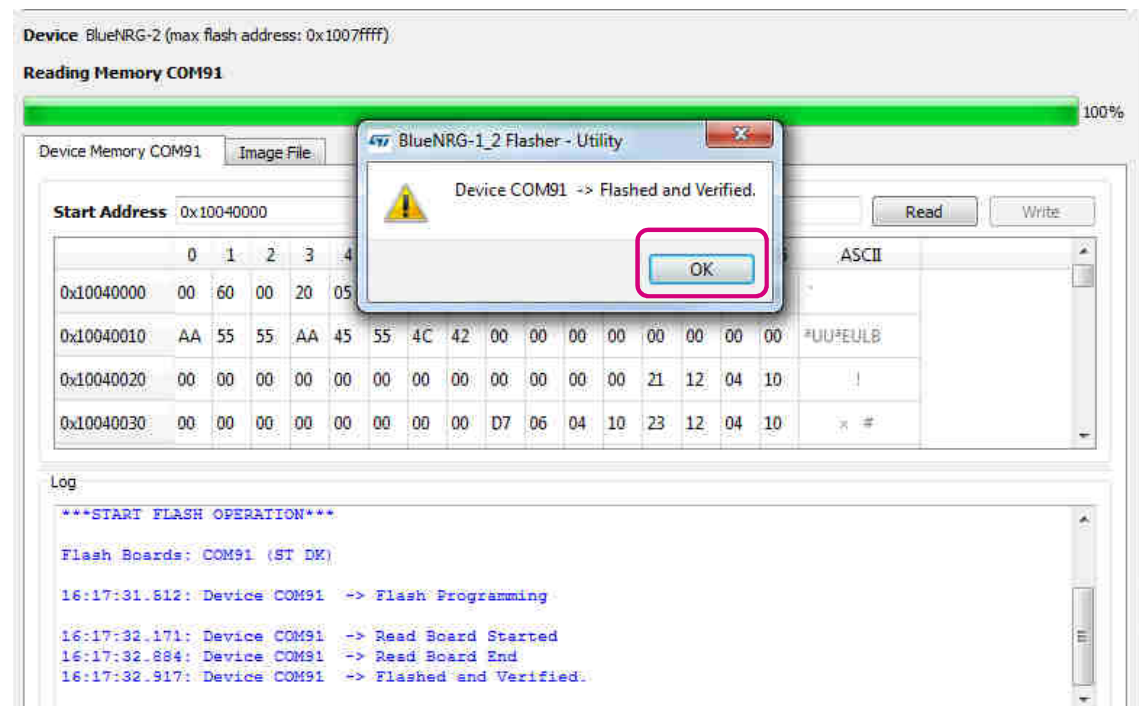 Device BlueNRG-2 (max flash address: 0x1007ffff)
Reading Memory COM91
100%
BlueNRG-1_2 Flasher - Utility
Device COM91 -> Flashed and Verified.
OK
Device Memory COM91 Image File
Start Address 0x10040000 Read Write
0 1 2 3 4 ASCII
0x10040000 00 60 00 20 05 `
0x10040010 AA 55 55 AA 45 55 4C 42 00 00 00 00 00 00 00 00 ªUUªEULB
0x10040020 00 00 00 00 00 00 00 00 00 00 00 00 21 12 04 10 !
0x10040030 00 00 00 00 00 00 00 00 D7 06 04 10 23 12 04 10 × #
Log
***START FLASH OPERATION***
Flash Boards: COM91 (ST DK)
16:17:31.512: Device COM91 -> Flash Programming
16:17:32.171: Device COM91 -> Read Board Started
16:17:32.884: Device COM91 -> Read Board End
16:17:32.917: Device COM91 -> Flashed and Verified.